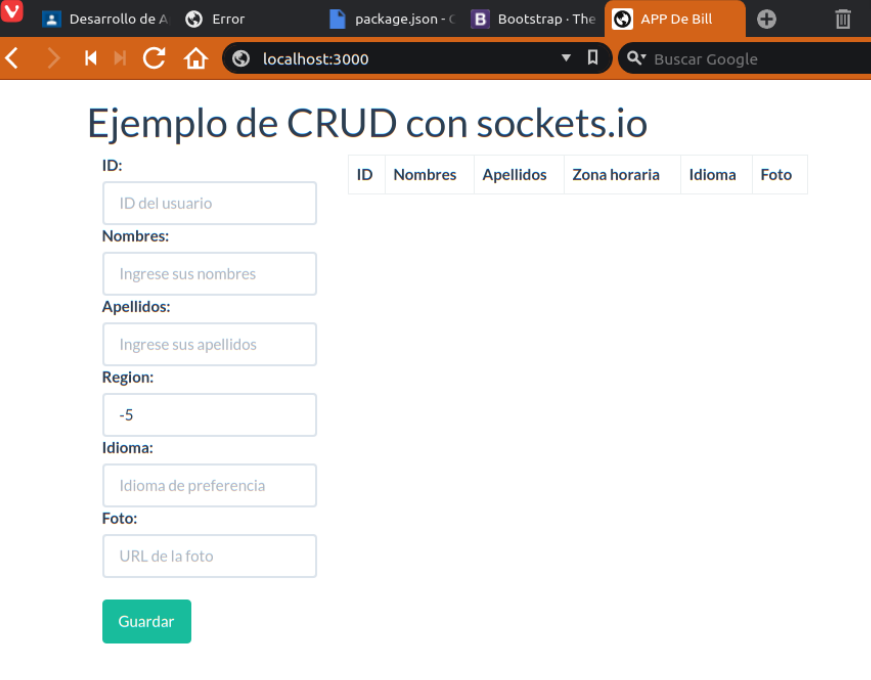 Desarrollo de A
Error
package.json - C
Bootstrap · The
APP De Bill
localhost:3000
Buscar Google
Ejemplo de CRUD con sockets.io
ID:
ID del usuario
Nombres:
Ingrese sus nombres
Apellidos:
Ingrese sus apellidos
Region:
-5
Idioma:
Idioma de preferencia
Foto:
URL de la foto
Guardar
ID Nombres Apellidos Zona horaria Idioma Foto